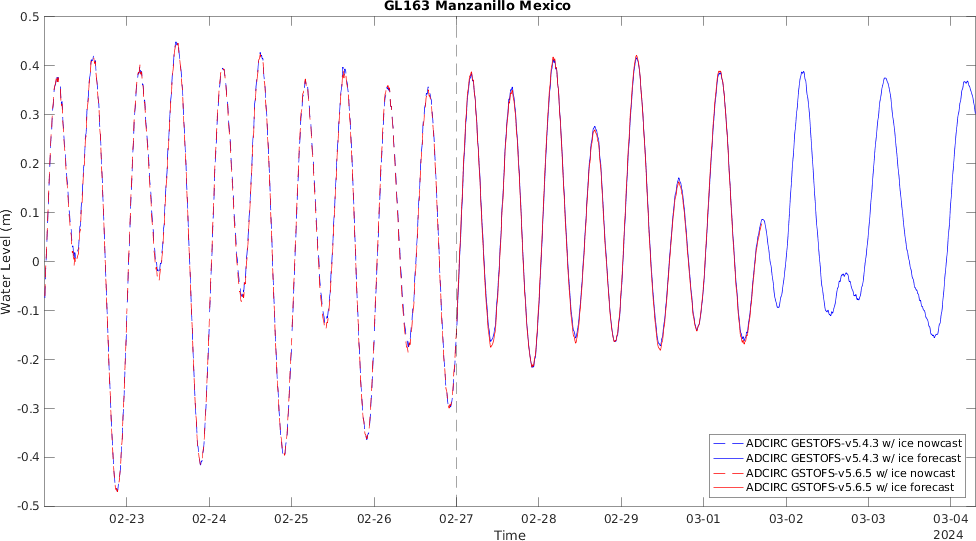 GL163 Manzanillo Mexico
0.5
0.4
0.3
0.2
0.1
0
-0.1
-0.2
-0.3
-0.4
-0.5
Water Level (m)
ADCIRC GESTOFS-v5.4.3 w/ ice nowcast
ADCIRC GESTOFS-v5.4.3 w/ ice forecast
ADCIRC GSTOFS-v5.6.5 w/ ice nowcast
ADCIRC GSTOFS-v5.6.5 w/ ice forecast
02-23 02-24 02-25 02-26 02-27 02-28 02-29 03-01 03-02 03-03 03-04
Time 2024